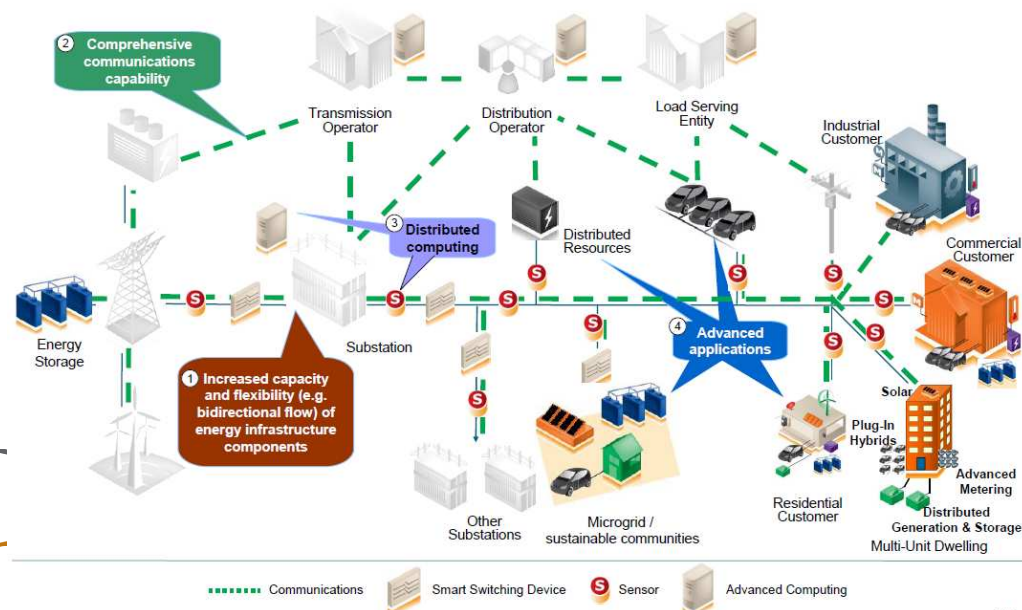 2 Comprehensive
communications
capability
Transmission
Operator
Distribution
Operator
Load Serving
Entity
Industrial
Customer
3 Distributed
computing
Distributed
Resources
Commercial
Customer
S
S
S
S
S
S
S
S
S
S
S
Energy
Storage
Substation
4 Advanced
applications
1 Increased capacity
and flexibility (e.g.
bidirectional flow) of
energy infrastructure
components
Solar
Plug-In
Hybrids
Advanced
Metering
Distributed
Generation & Storage
Residential
Customer
Multi-Unit Dwelling
Other
Substations
Microgrid /
sustainable communities
Communications
Smart Switching Device
S Sensor
Advanced Computing